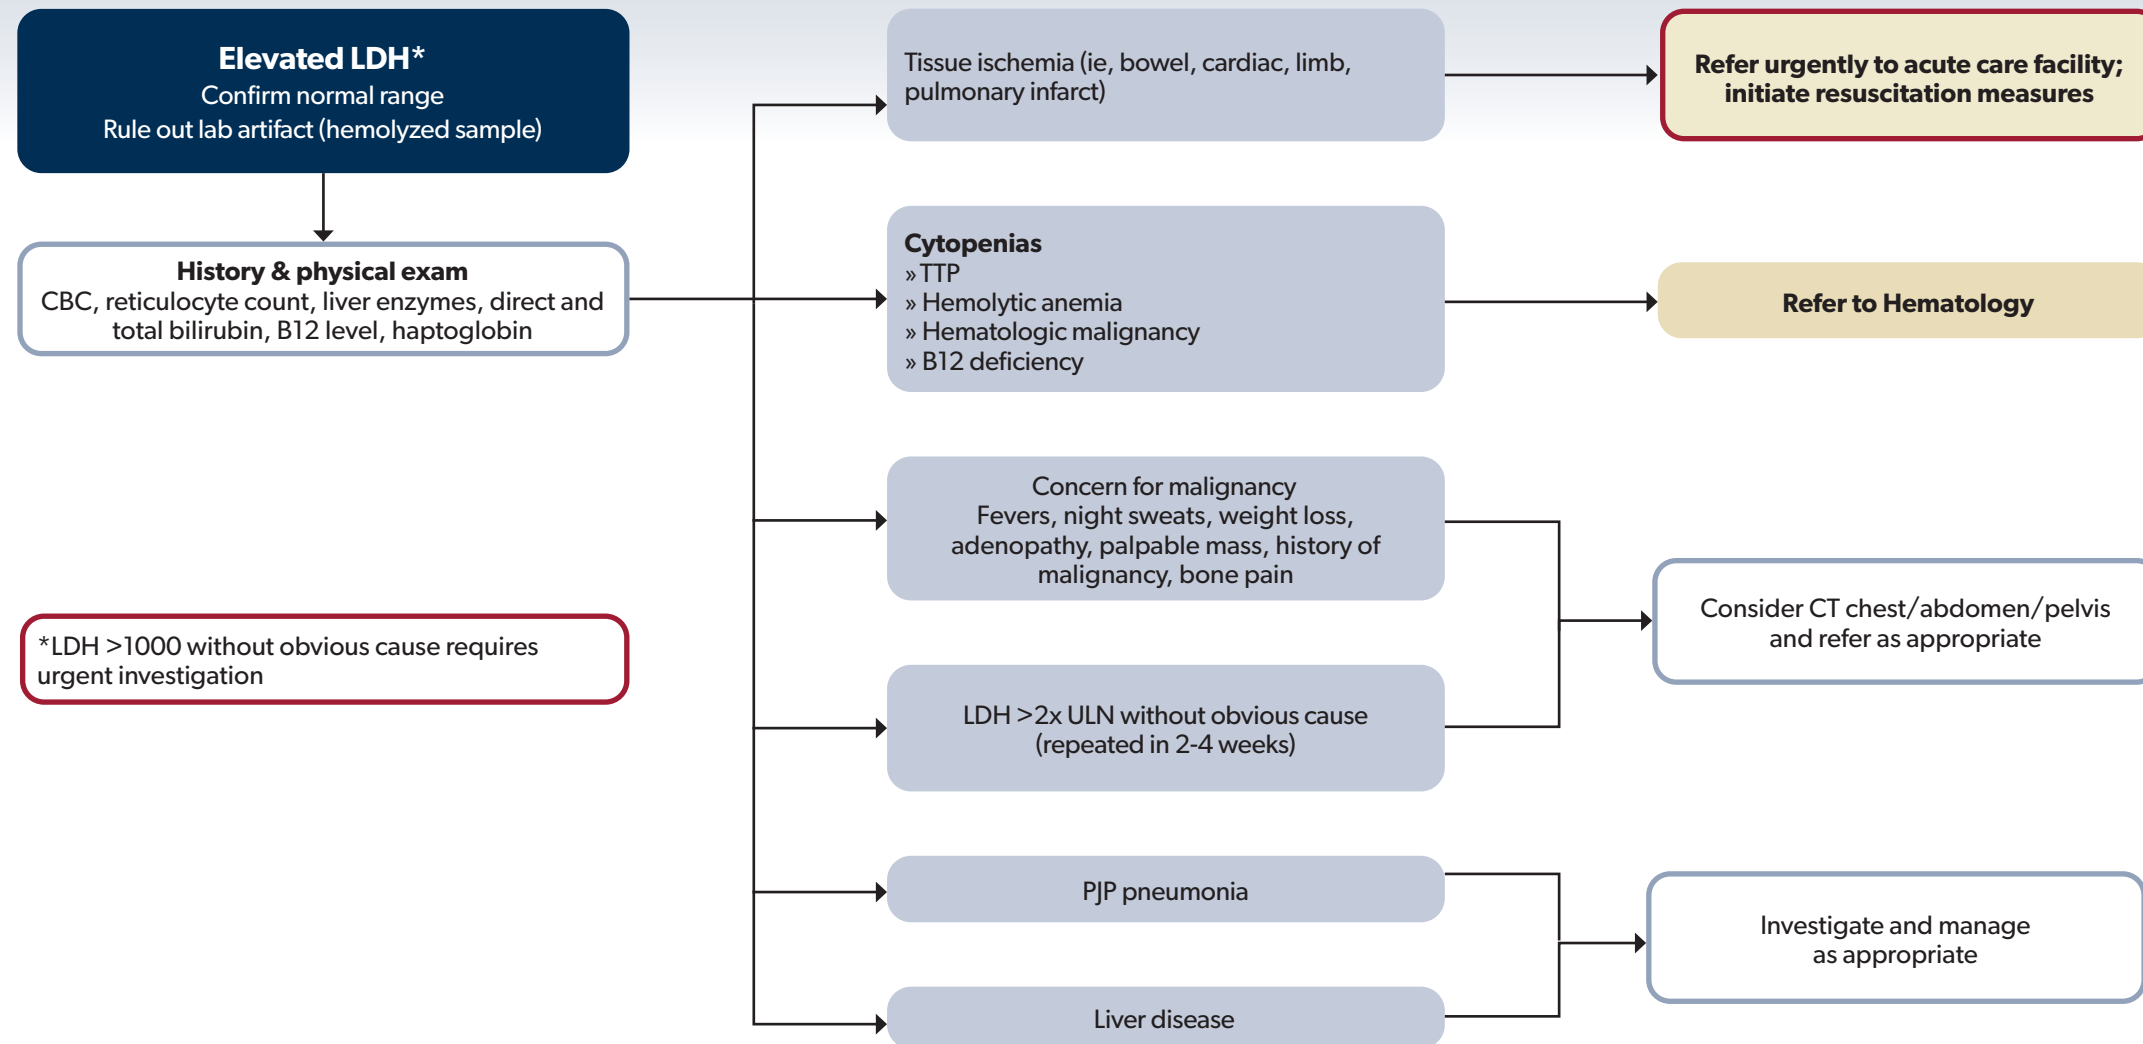 Elevated LDH*
Confirm normal range
Rule out lab artifact (hemolyzed sample)
History & physical exam
CBC, reticulocyte count, liver enzymes, direct and
total bilirubin, B12 level, haptoglobin
*LDH >1000 without obvious cause requires
urgent investigation
Tissue ischemia (ie, bowel, cardiac, limb,
pulmonary infarct)
Cytopenias
» TTP
» Hemolytic anemia
» Hematologic malignancy
» B12 deficiency
Concern for malignancy
Fevers, night sweats, weight loss,
adenopathy, palpable mass, history of
malignancy, bone pain
LDH >2x ULN without obvious cause
(repeated in 2-4 weeks)
PJP pneumonia
Liver disease
Refer urgently to acute care facility;
initiate resuscitation measures
Refer to Hematology
Consider CT chest/abdomen/pelvis
and refer as appropriate
Investigate and manage
as appropriate